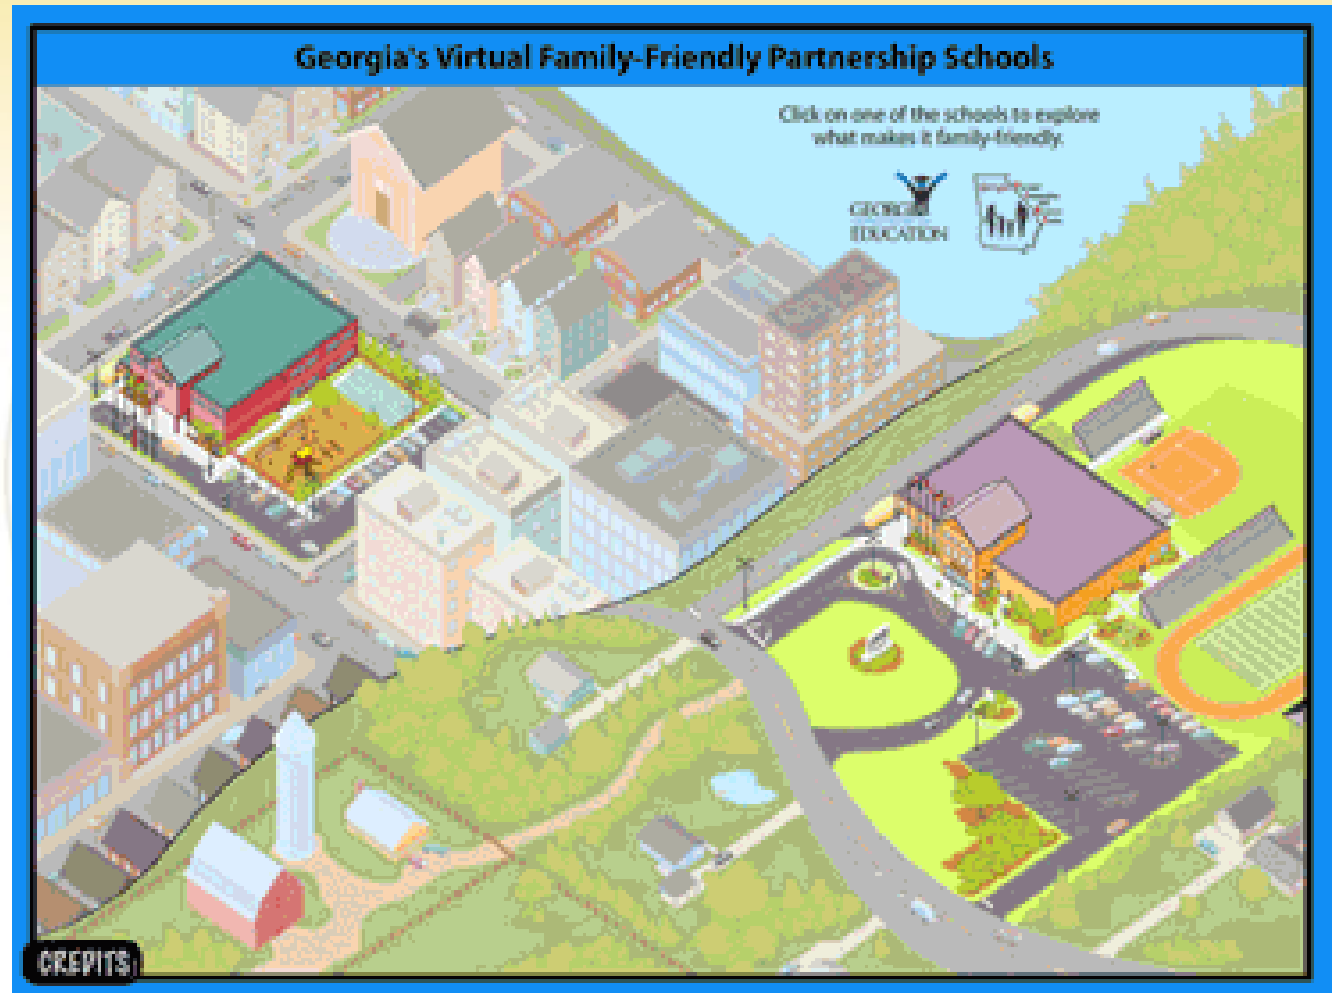 Georgia's Virtual Family-Friendly Partnership Schools
Click on one of the schools to explore
what makes it family-friendly.
GEORGIA
EDUCATION
CREDITS